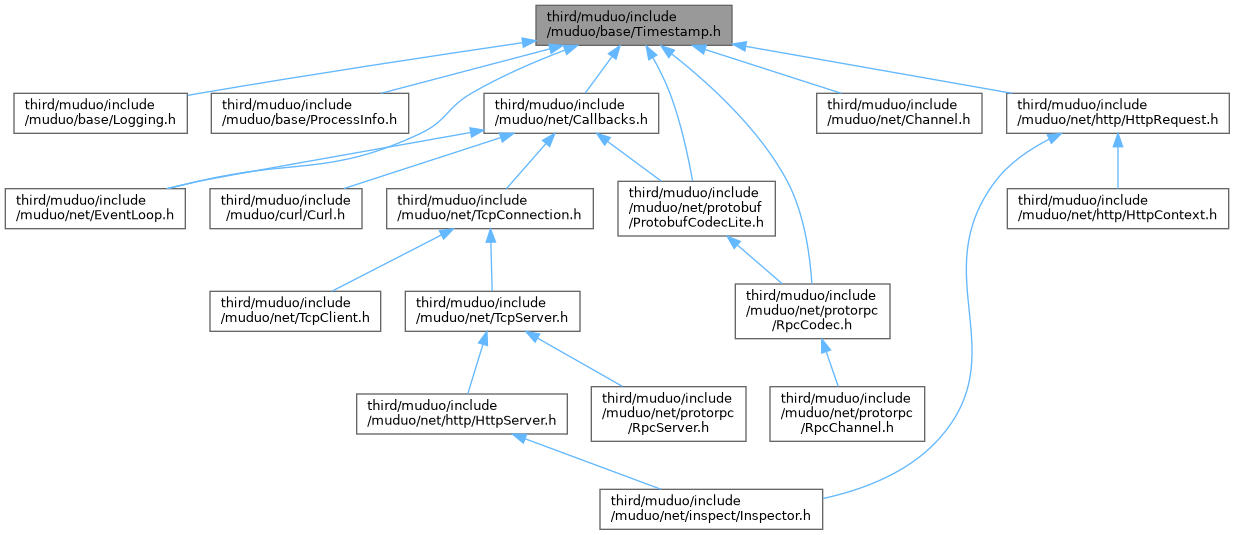 third/muduo/include
/muduo/base/Timestamp.h
third/muduo/include
/muduo/base/Logging.h
third/muduo/include
/muduo/base/ProcessInfo.h
third/muduo/include
/muduo/net/Callbacks.h
third/muduo/include
/muduo/net/Channel.h
third/muduo/include
/muduo/net/http/HttpRequest.h
third/muduo/include
/muduo/net/EventLoop.h
third/muduo/include
/muduo/curl/Curl.h
third/muduo/include
/muduo/net/TcpConnection.h
third/muduo/include
/muduo/net/protobuf
/ProtobufCodecLite.h
third/muduo/include
/muduo/net/http/HttpContext.h
third/muduo/include
/muduo/net/TcpClient.h
third/muduo/include
/muduo/net/TcpServer.h
third/muduo/include
/muduo/net/protorpc
/RpcCodec.h
third/muduo/include
/muduo/net/http/HttpServer.h
third/muduo/include
/muduo/net/protorpc
/RpcServer.h
third/muduo/include
/muduo/net/protorpc
/RpcChannel.h
third/muduo/include
/muduo/net/inspect/Inspector.h